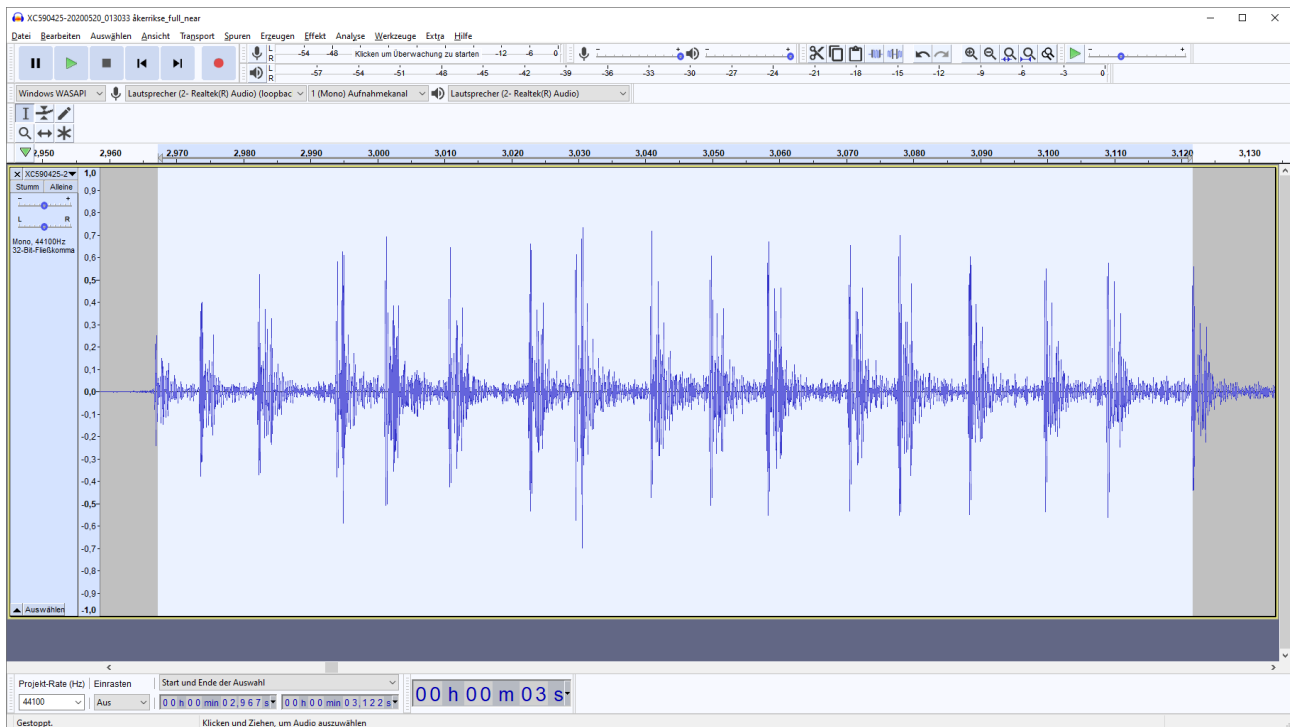 XC590425-20200520_013033 åkerrikse_full_near
Datei Bearbeiten Auswählen Ansicht Transport Spuren Erzeugen Effekt Analyse Werkzeuge Extra Hilfe
L R -54 -48 Klicken um Überwachung zu starten -12 -6 0
L R -57 -54 -51 -48 -45 -42 -39 -36 -33 -30 -27 -24 -21 -18 -15 -12 -9 -6 -3 0
Windows WASAPI Lautsprecher (2- Realtek(R) Audio) (loopbac 1 (Mono) Aufnahmekanal Lautsprecher (2- Realtek(R) Audio)
2,950 2,960 2,970 2,980 2,990 3,000 3,010 3,020 3,030 3,040 3,050 3,060 3,070 3,080 3,090 3,100 3,110 3,120 3,130
XC590425-2
Stumm Alleine
- +
L R
Mono, 44100Hz
32-Bit-Fließkomma
Auswählen
1,0
0,9
0,8
0,7
0,6
0,5
0,4
0,3
0,2
0,1
0,0
-0,1
-0,2
-0,3
-0,4
-0,5
-0,6
-0,7
-0,8
-0,9
-1,0
Projekt-Rate (Hz) Einrasten Start und Ende der Auswahl
44100 Aus 00 h 00 min 02,967 s 00 h 00 min 03,122 s 00 h 00 m 03 s
Gestoppt. Klicken und Ziehen, um Audio auszuwählen